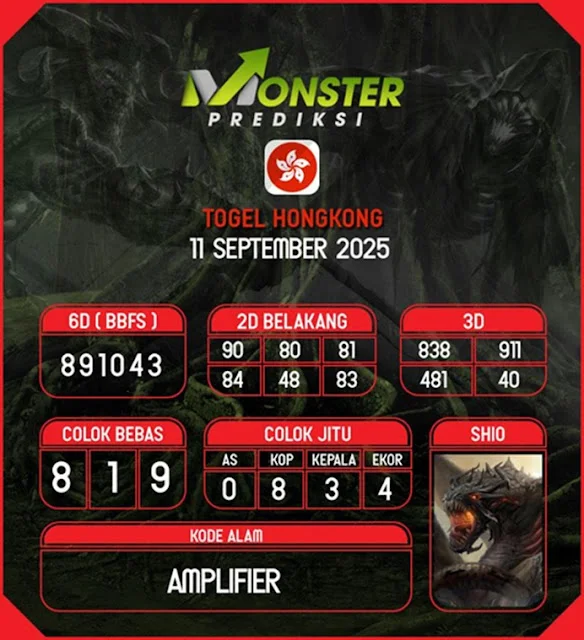 MONSTER
PREDIKSI
TOGEL HONGKONG
11 SEPTEMBER 2025
6D ( BBFS )
891043
2D BELAKANG
90 80 81
84 48 83
3D
838 911
481 40
COLOK BEBAS
8 1 9
COLOK JITU
AS KOP KEPALA EKOR
0 8 3 4
SHIO
KODE ALAM
AMPLIFIER